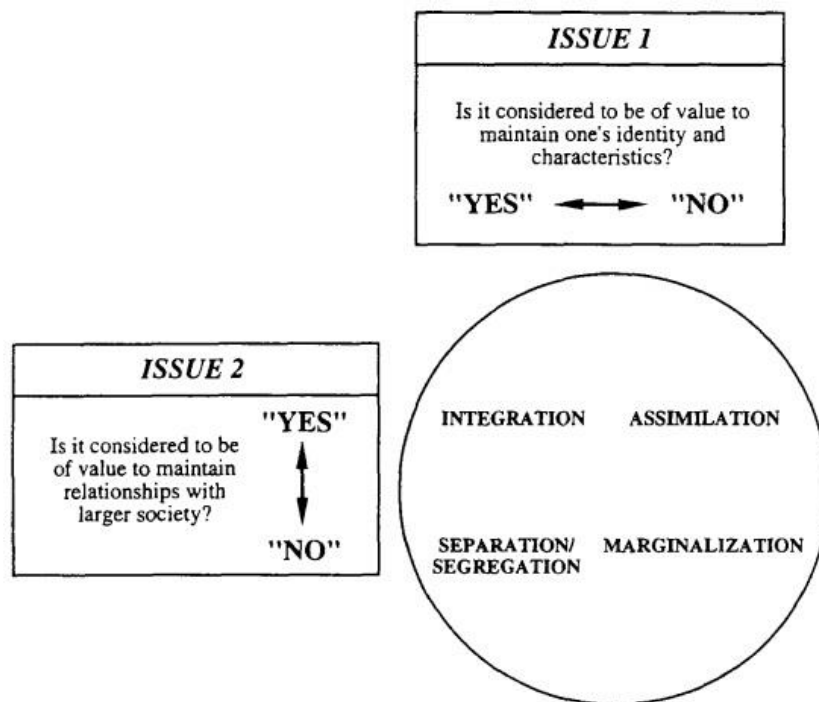 ISSUE 1
Is it considered to be of value to
maintain one's identity and
characteristics?
"YES" "NO"
ISSUE 2
"YES"
Is it considered to be
of value to maintain
relationships with
larger society?
"NO"
INTEGRATION ASSIMILATION
SEPARATION/ MARGINALIZATION
SEGREGATION